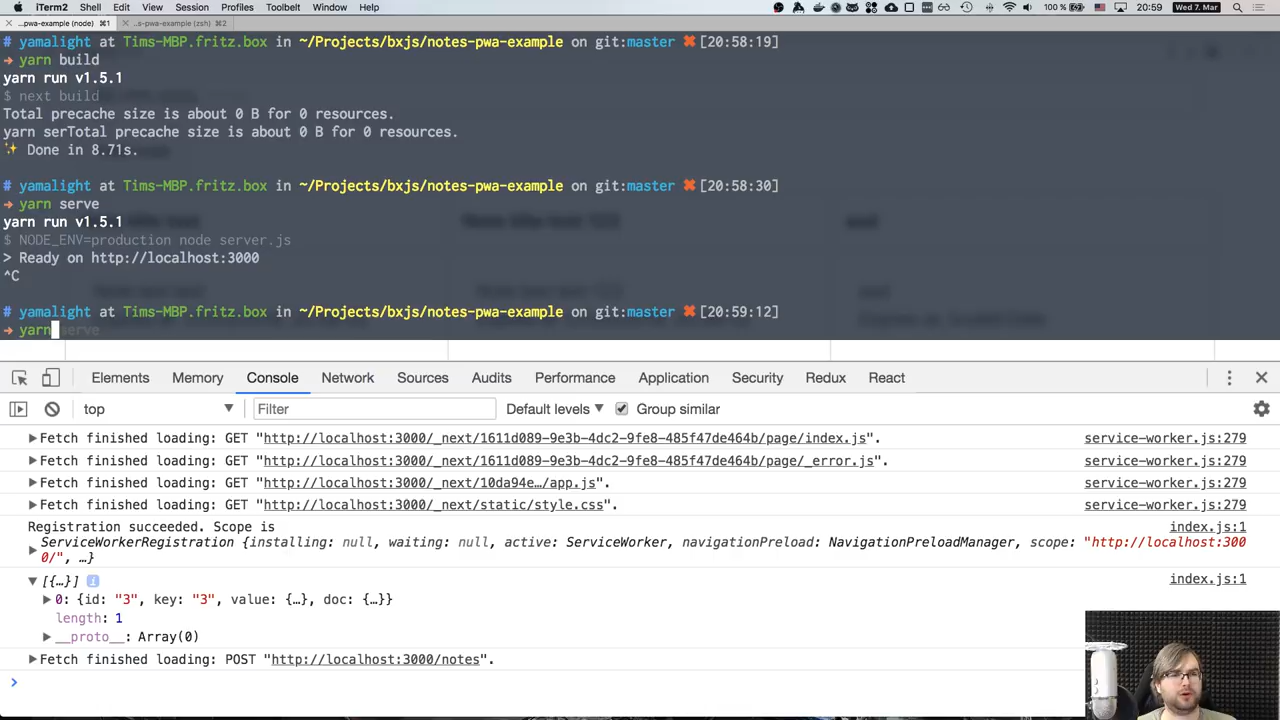 iTerm2 Shell Edit View Session Profiles Toolbelt Window Help 100 % 20:59 Wed 7. Mar
...pwa-example (node) ⌘1 ..s-pwa-example (zsh) ⌘2
# yamalight at Tims-MBP.fritz.box in ~/Projects/bxjs/notes-pwa-example on git:master ✖ [20:58:19]
➜ yarn build
yarn run v1.5.1
$ next build
Total precache size is about 0 B for 0 resources.
yarn serTotal precache size is about 0 B for 0 resources.
✨ Done in 8.71s.
# yamalight at Tims-MBP.fritz.box in ~/Projects/bxjs/notes-pwa-example on git:master ✖ [20:58:30]
➜ yarn serve
yarn run v1.5.1
$ NODE_ENV=production node server.js
> Ready on http://localhost:3000
^C
# yamalight at Tims-MBP.fritz.box in ~/Projects/bxjs/notes-pwa-example on git:master ✖ [20:59:12]
➜ yarn serve
Elements Memory Console Network Sources Audits Performance Application Security Redux React
top Filter Default levels Group similar
Fetch finished loading: GET "http://localhost:3000/_next/1611d089-9e3b-4dc2-9fe8-485f47de464b/page/index.js". service-worker.js:279
Fetch finished loading: GET "http://localhost:3000/_next/1611d089-9e3b-4dc2-9fe8-485f47de464b/page/_error.js". service-worker.js:279
Fetch finished loading: GET "http://localhost:3000/_next/10da94e…/app.js". service-worker.js:279
Fetch finished loading: GET "http://localhost:3000/_next/static/style.css". service-worker.js:279
Registration succeeded. Scope is index.js:1
ServiceWorkerRegistration {installing: null, waiting: null, active: ServiceWorker, navigationPreload: NavigationPreloadManager, scope: "http://localhost:300
0/", …}
[{…}] index.js:1
0: {id: "3", key: "3", value: {…}, doc: {…}}
length: 1
__proto__: Array(0)
Fetch finished loading: POST "http://localhost:3000/notes".